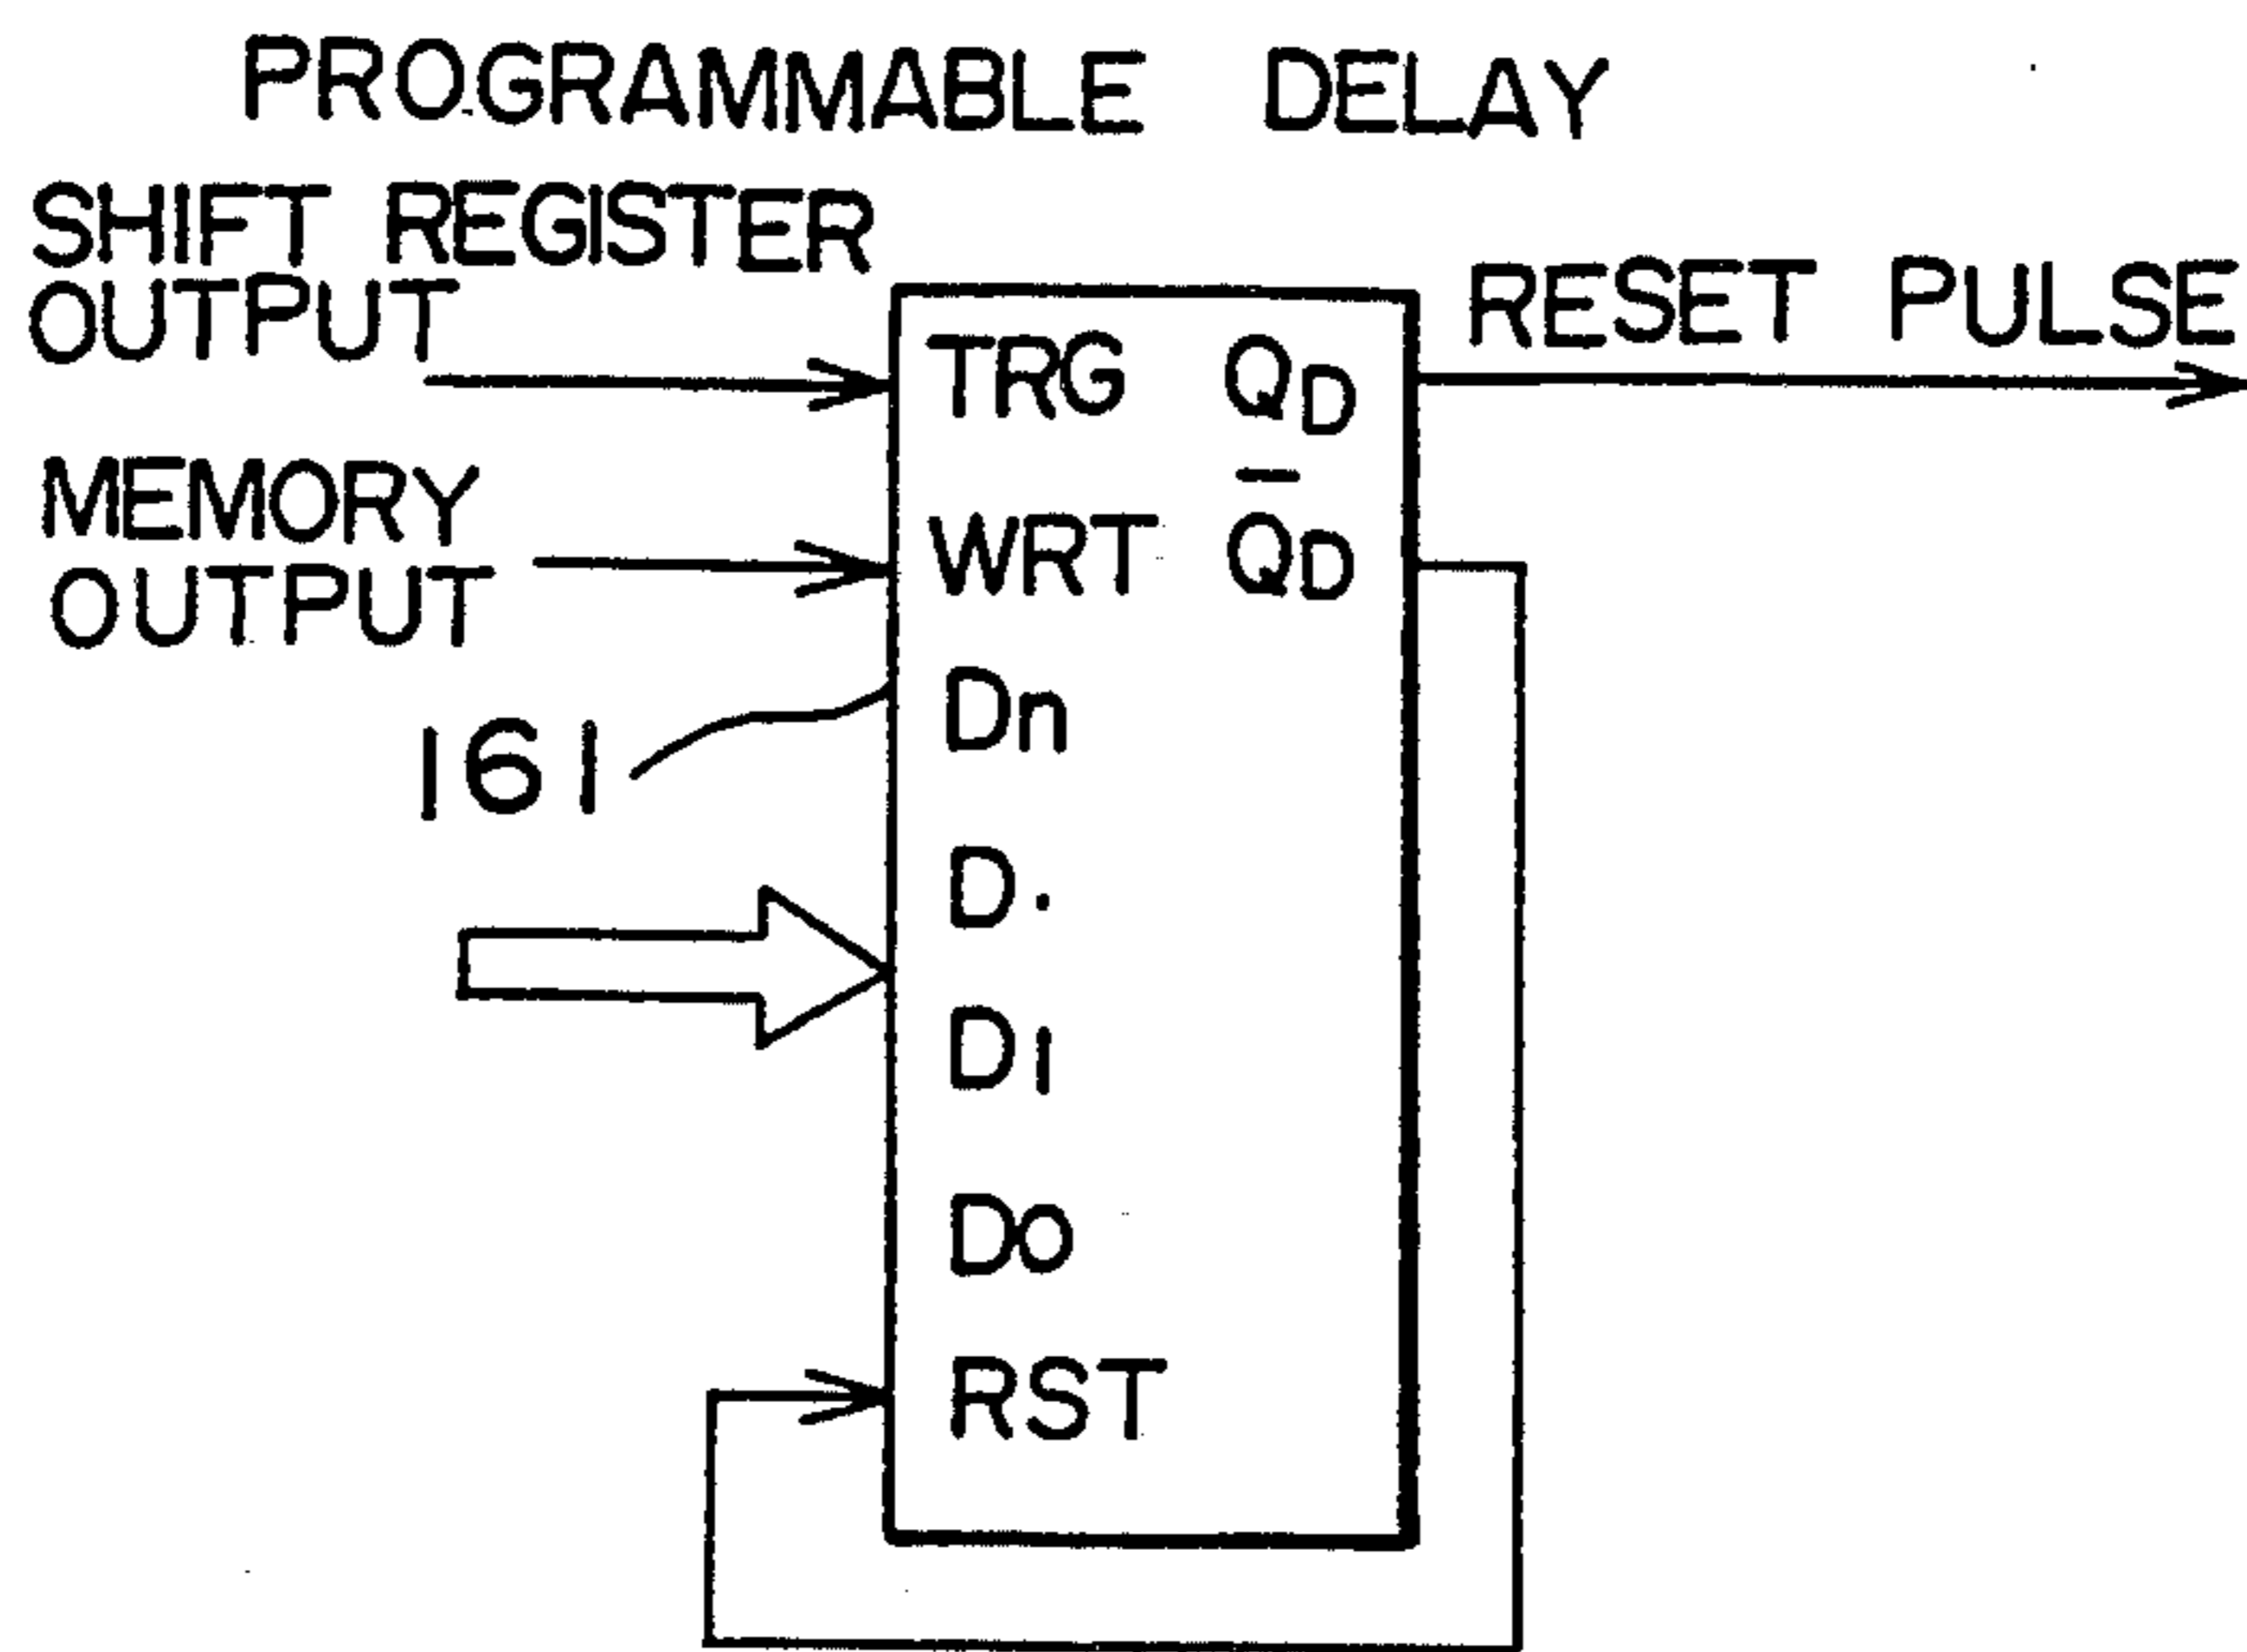 PROGRAMMABLE DELAY
SHIFT REGISTER
OUTPUT
RESET PULSE
TRG QD
MEMORY
OUTPUT
WRT Q̅D
Dn
161
D.
D1
D0
RST